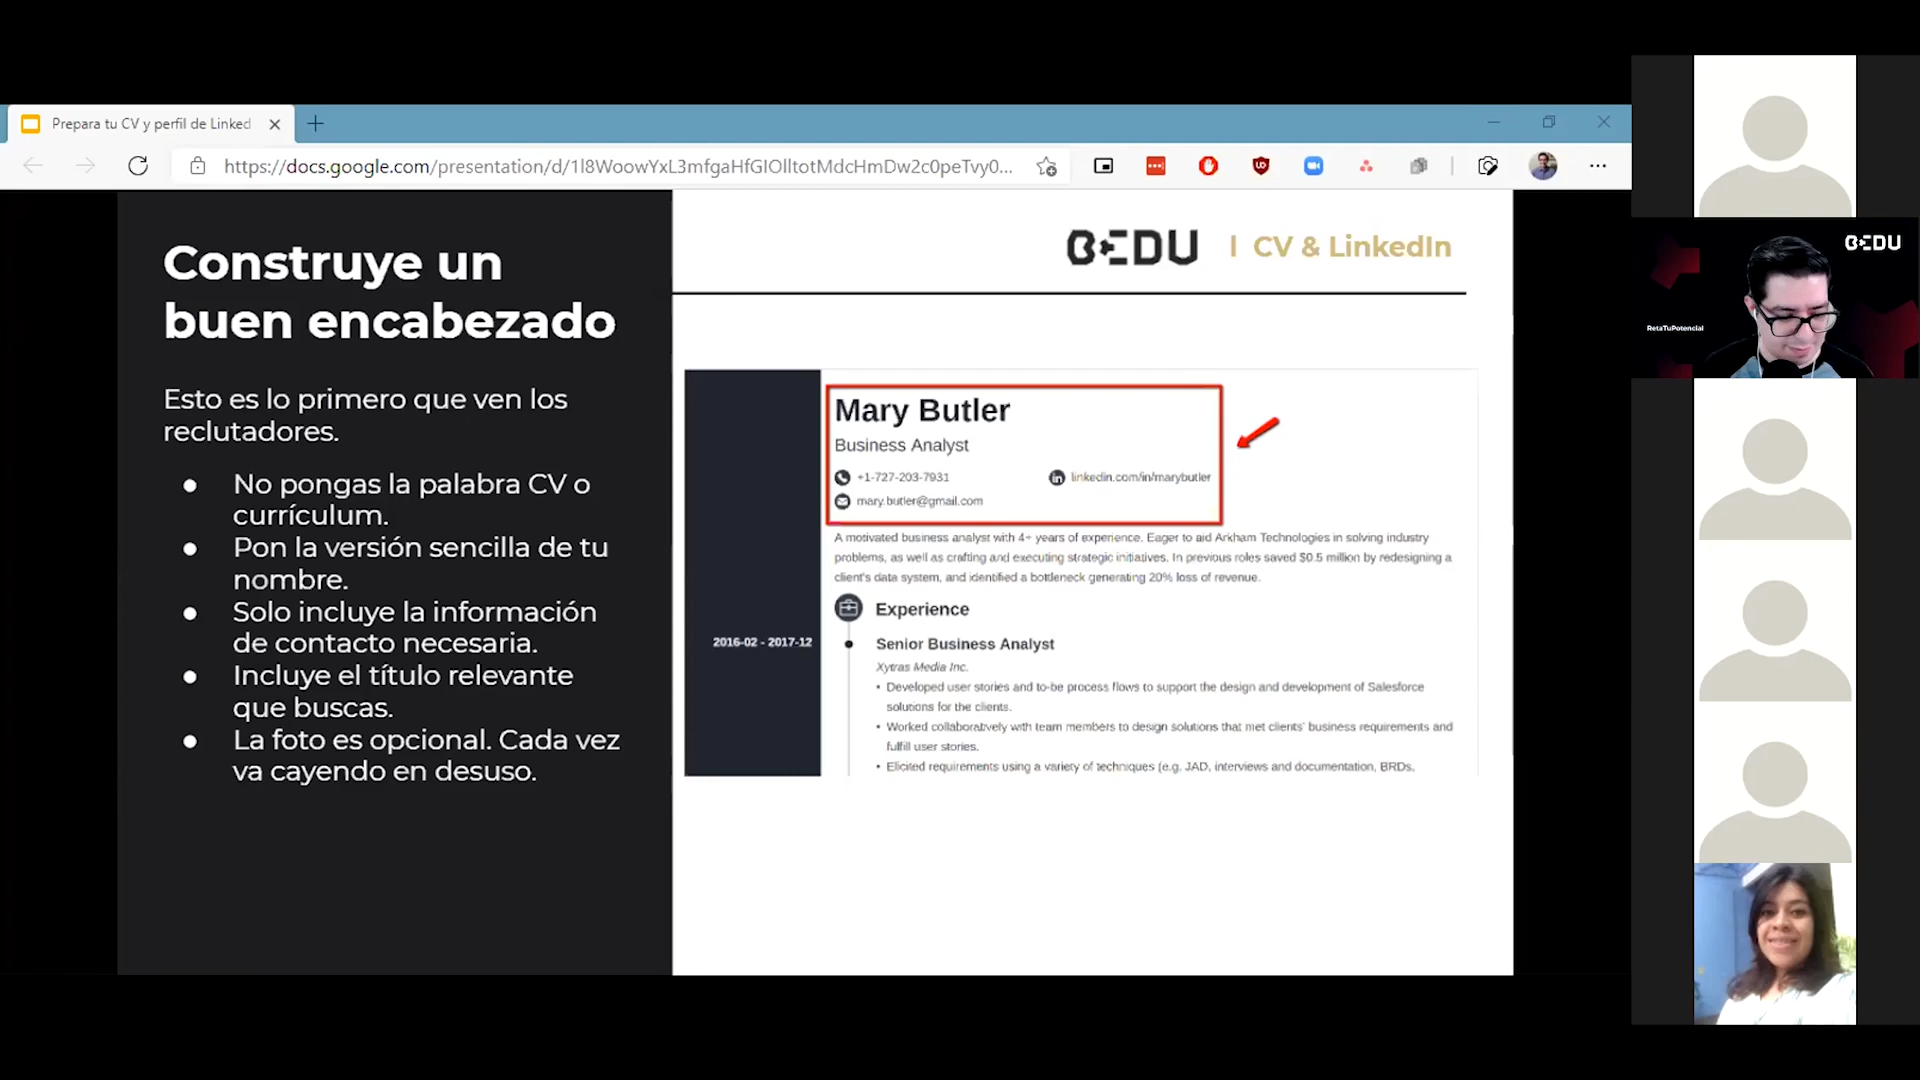 Prepara tu CV y perfil de Linked
https://docs.google.com/presentation/d/1l8WoowYxL3mfgaHfGIOlltotMdcHmDw2c0peTvy0...
Construye un
buen encabezado
Esto es lo primero que ven los
reclutadores.
● No pongas la palabra CV o
currículum.
● Pon la versión sencilla de tu
nombre.
● Solo incluye la información
de contacto necesaria.
● Incluye el título relevante
que buscas.
● La foto es opcional. Cada vez
va cayendo en desuso.
BEDU | CV & LinkedIn
Mary Butler
Business Analyst
+1-727-203-7931
linkedin.com/in/marybutler
mary.butler@gmail.com
A motivated business analyst with 4+ years of experience. Eager to aid Arkham Technologies in solving industry
problems, as well as crafting and executing strategic initiatives. In previous roles saved $0.5 million by redesigning a
client's data system, and identified a bottleneck generating 20% loss of revenue.
Experience
2016-02 - 2017-12
Senior Business Analyst
Xytras Media Inc.
• Developed user stories and to-be process flows to support the design and development of Salesforce
solutions for the clients.
• Worked collaboratively with team members to design solutions that met clients' business requirements and
fulfill user stories.
• Elicited requirements using a variety of techniques (e.g. JAD, interviews and documentation, BRDs,
BEDU
RetaTuPotencial